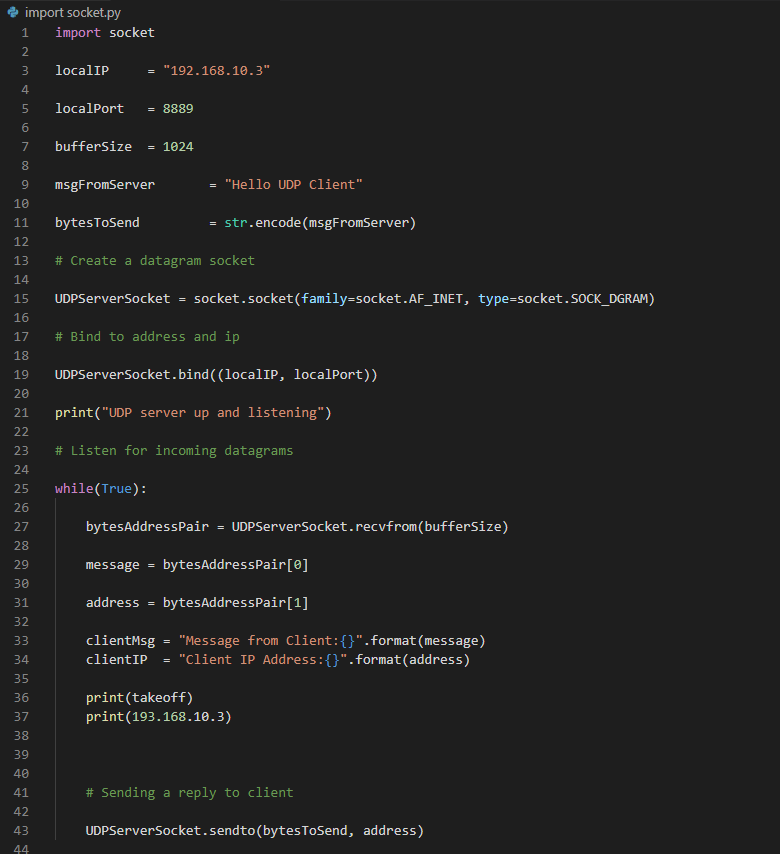 import socket.py
1 import socket
2
3 localIP     = "192.168.10.3"
4
5 localPort   = 8889
6
7 bufferSize  = 1024
8
9 msgFromServer       = "Hello UDP Client"
10
11 bytesToSend         = str.encode(msgFromServer)
12
13 # Create a datagram socket
14
15 UDPServerSocket = socket.socket(family=socket.AF_INET, type=socket.SOCK_DGRAM)
16
17 # Bind to address and ip
18
19 UDPServerSocket.bind((localIP, localPort))
20
21 print("UDP server up and listening")
22
23 # Listen for incoming datagrams
24
25 while(True):
26
27     bytesAddressPair = UDPServerSocket.recvfrom(bufferSize)
28
29     message = bytesAddressPair[0]
30
31     address = bytesAddressPair[1]
32
33     clientMsg = "Message from Client:{}".format(message)
34     clientIP  = "Client IP Address:{}".format(address)
35
36     print(takeoff)
37     print(193.168.10.3)
38
39
40
41     # Sending a reply to client
42
43     UDPServerSocket.sendto(bytesToSend, address)
44